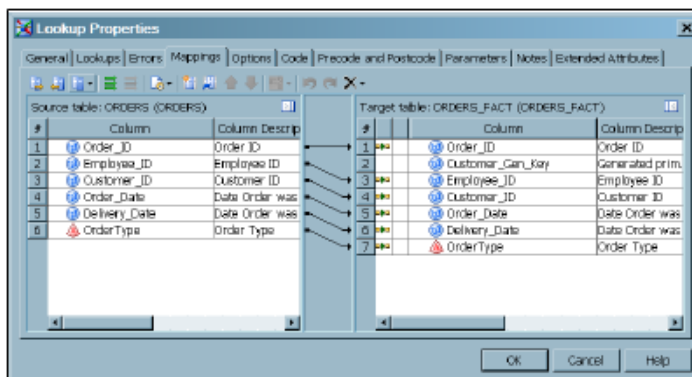 Lookup Properties
General Lookups Errors Mappings Options Code Precode and Postcode Parameters Notes Extended Attributes
Source table: ORDERS (ORDERS) Target table: ORDERS_FACT (ORDERS_FACT)
# Column Column Descrip # Column Column Descrip
1 Order_ID Order ID 1 Order_ID Order ID
2 Employee_ID Employee ID 2 Customer_Gen_Key Generated prim.
3 Customer_ID Customer ID 3 Employee_ID Employee ID
4 Order_Date Date Order was 4 Customer_ID Customer ID
5 Delivery_Date Date Order was 5 Order_Date Date Order was
6 OrderType Order Type 6 Delivery_Date Date Order was
7 OrderType Order Type
OK Cancel Help